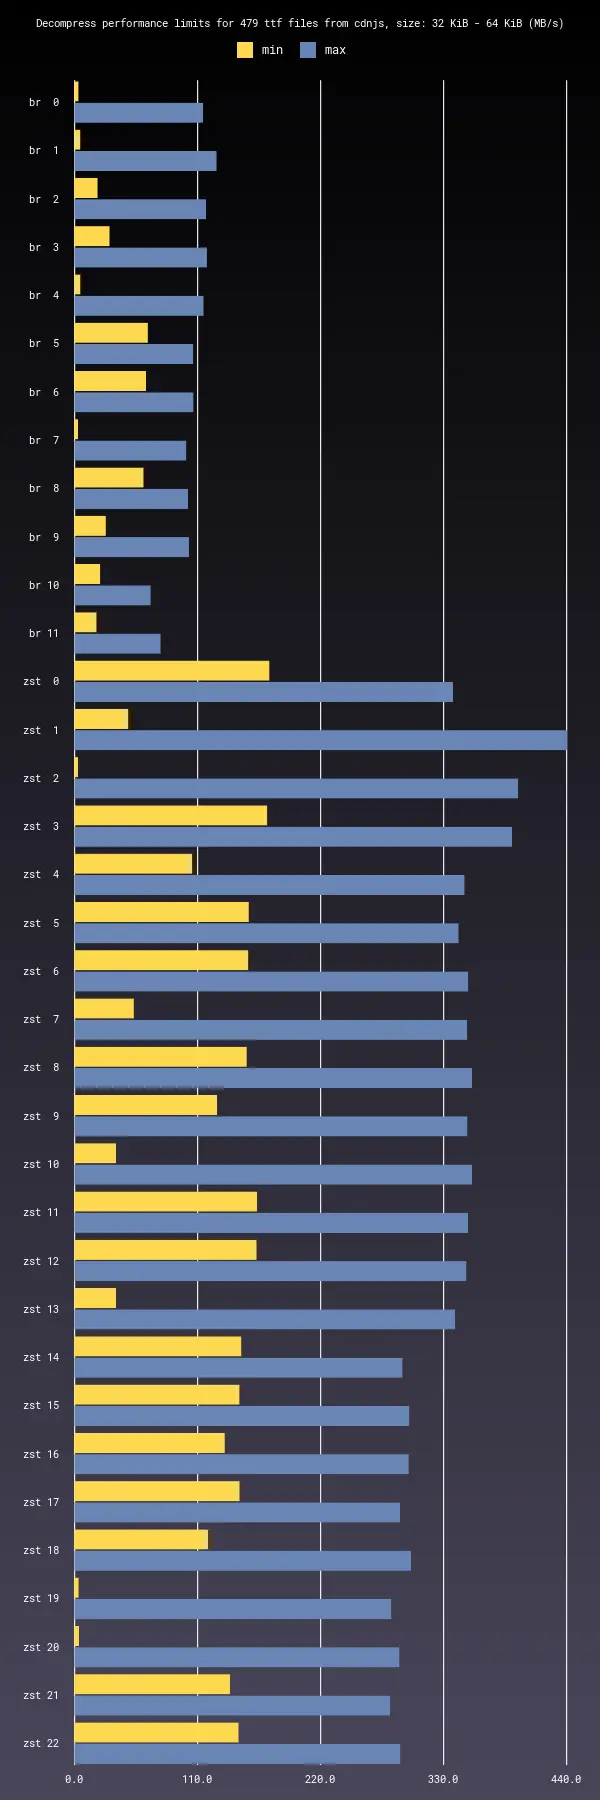 Decompress performance limits for 479 ttf files from cdnjs, size: 32 KiB - 64 KiB (MB/s)
min max
br 0
br 1
br 2
br 3
br 4
br 5
br 6
br 7
br 8
br 9
br 10
br 11
zst 0
zst 1
zst 2
zst 3
zst 4
zst 5
zst 6
zst 7
zst 8
zst 9
zst 10
zst 11
zst 12
zst 13
zst 14
zst 15
zst 16
zst 17
zst 18
zst 19
zst 20
zst 21
zst 22
0.0 110.0 220.0 330.0 440.0